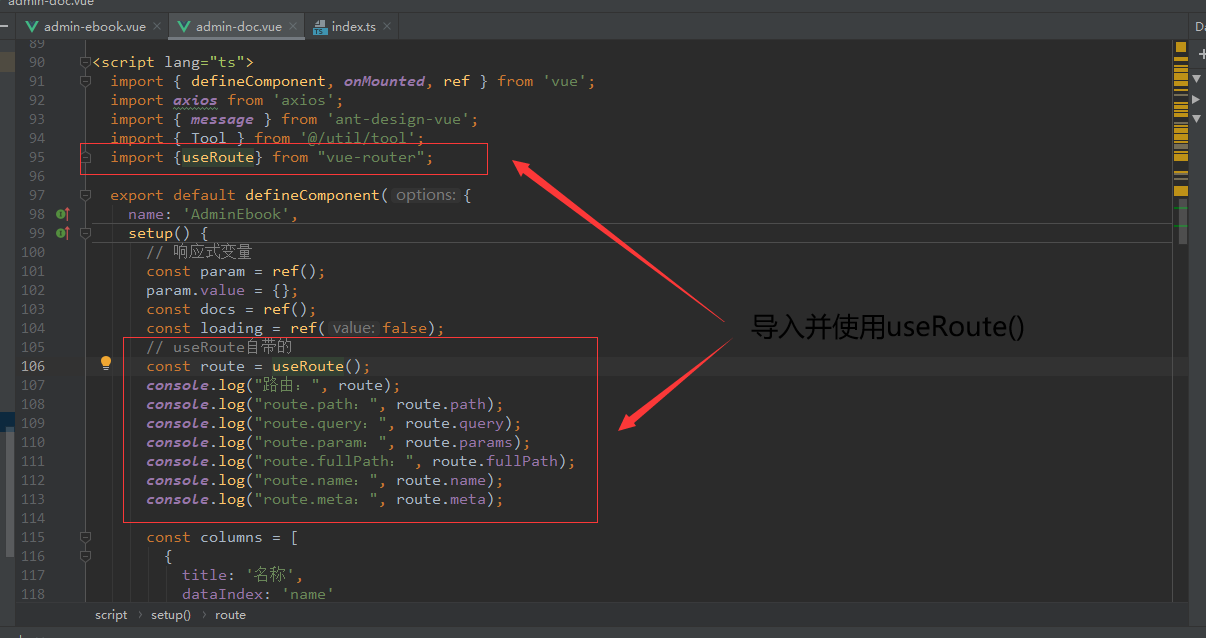 admin-doc.vue
admin-ebook.vue
admin-doc.vue
index.ts
89
90 <script lang="ts">
91 import { defineComponent, onMounted, ref } from 'vue';
92 import axios from 'axios';
93 import { message } from 'ant-design-vue';
94 import { Tool } from '@/util/tool';
95 import {useRoute} from "vue-router";
96
97 export default defineComponent( options: {
98 name: 'AdminEbook',
99 setup() {
100 // 响应式变量
101 const param = ref();
102 param.value = {};
103 const docs = ref();
104 const loading = ref( value: false);
导入并使用useRoute()
105 // useRoute自带的
106 const route = useRoute();
107 console.log("路由：", route);
108 console.log("route.path：", route.path);
109 console.log("route.query：", route.query);
110 console.log("route.param：", route.params);
111 console.log("route.fullPath：", route.fullPath);
112 console.log("route.name：", route.name);
113 console.log("route.meta：", route.meta);
114
115 const columns = [
116 {
117 title: '名称',
118 dataIndex: 'name'
script › setup() › route